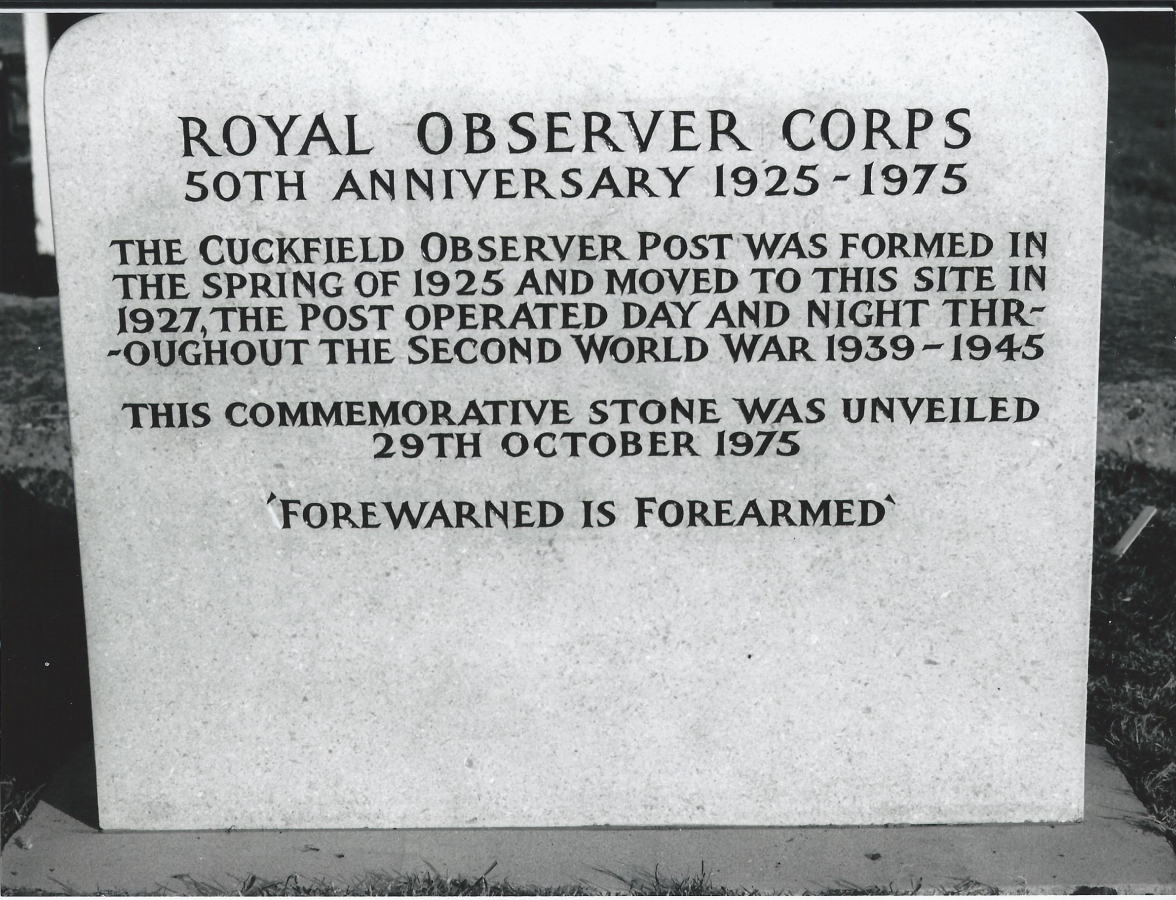 ROYAL OBSERVER CORPS
50TH ANNIVERSARY 1925-1975
THE CUCKFIELD OBSERVER POST WAS FORMED IN
THE SPRING OF 1925 AND MOVED TO THIS SITE IN
1927, THE POST OPERATED DAY AND NIGHT THR-
-OUGHOUT THE SECOND WORLD WAR 1939-1945
THIS COMMEMORATIVE STONE WAS UNVEILED
29TH OCTOBER 1975
'FOREWARNED IS FOREARMED'